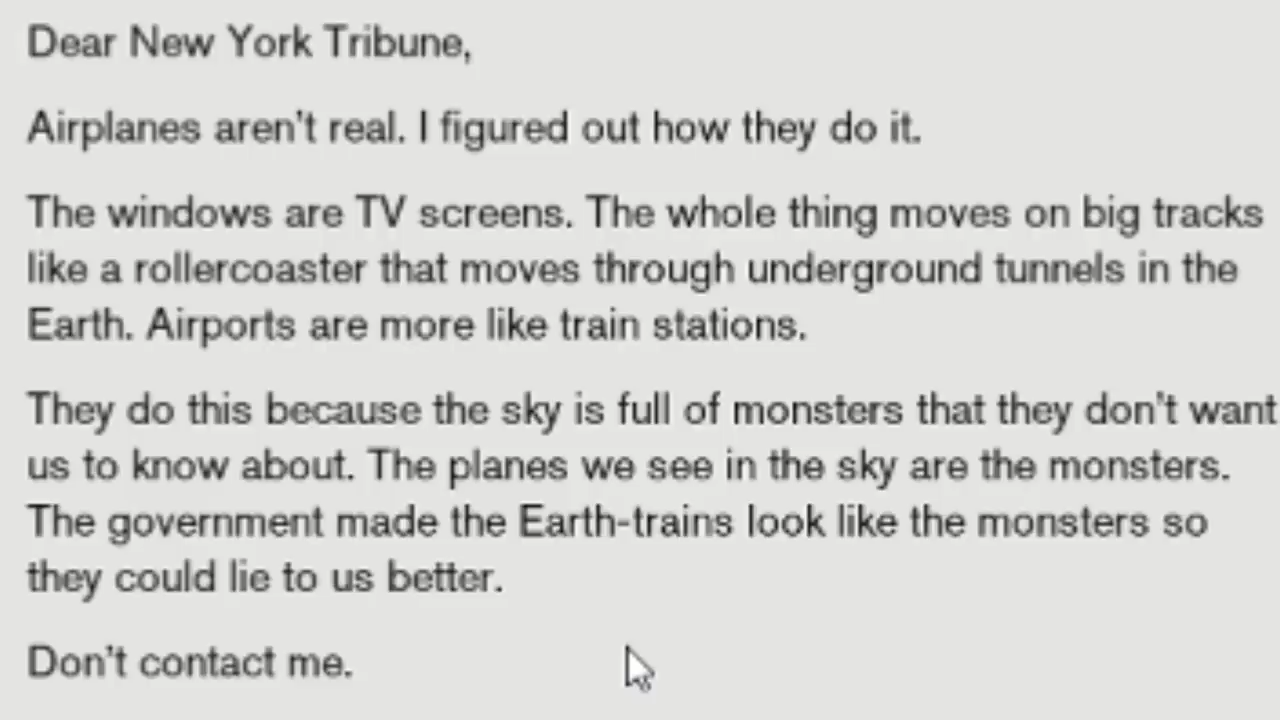 Dear New York Tribune,
Airplanes aren't real. I figured out how they do it.
The windows are TV screens. The whole thing moves on big tracks
like a rollercoaster that moves through underground tunnels in the
Earth. Airports are more like train stations.
They do this because the sky is full of monsters that they don't want
us to know about. The planes we see in the sky are the monsters.
The government made the Earth-trains look like the monsters so
they could lie to us better.
Don't contact me.